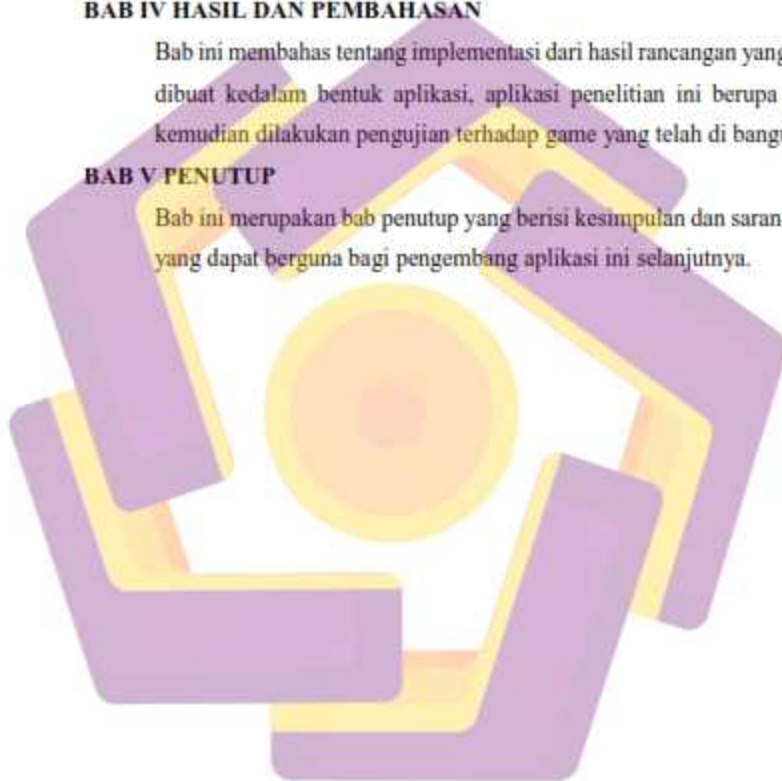 BAB IV HASIL DAN PEMBAHASAN
Bab ini membahas tentang implementasi dari hasil rancangan yang
dibuat kedalam bentuk aplikasi, aplikasi penelitian ini berupa
kemudian dilakukan pengujian terhadap game yang telah di
BAB V PENUTUP
Bab ini merupakan bab penutup yang berisi kesimpulan dan saran
yang dapat berguna bagi pengembang aplikasi ini selanjutnya.